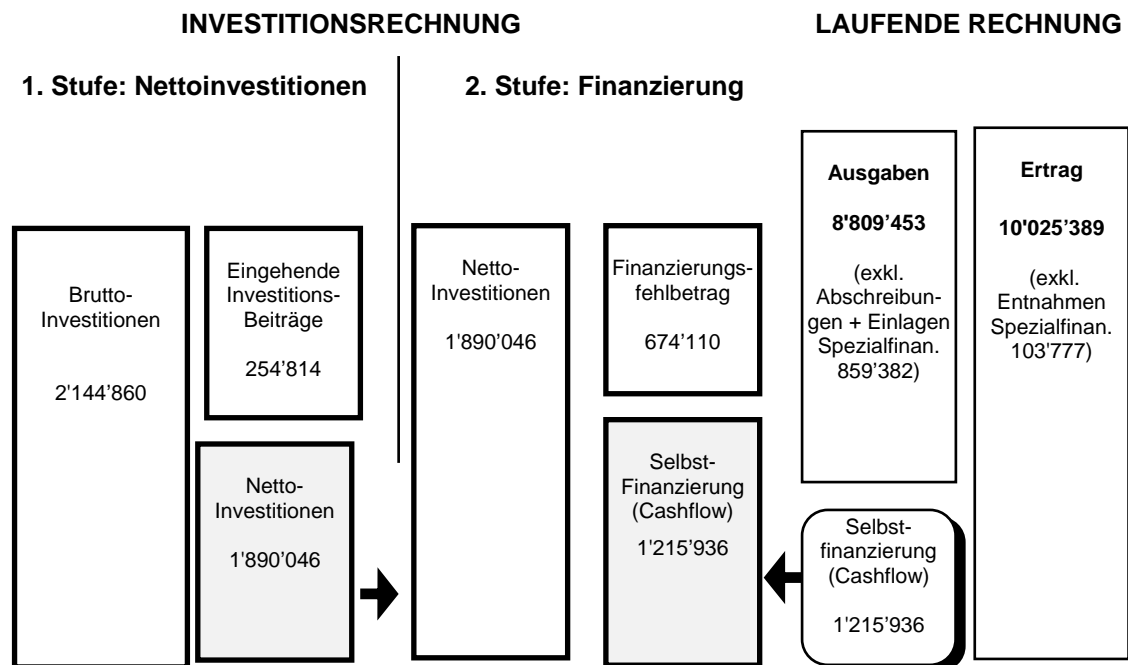 INVESTITIONSRECHNUNG
LAUFENDE RECHNUNG
1. Stufe: Nettoinvestitionen
2. Stufe: Finanzierung
Brutto-
Investitionen
2'144’860
Eingehende
Investitions-
Beiträge
254’814
Netto-
Investitionen
1'890’046
Netto-
Investitionen
1'890’046
Finanzierungs-
fehlbetrag
674’110
Selbst-
Finanzierung
(Cashflow)
1'215’936
Ausgaben
8'809’453
(exkl.
Abschreibun-
gen + Einlagen
Spezialfinan.
859’382)
Selbst-
finanzierung
(Cashflow)
1'215’936
Ertrag
10'025’389
(exkl.
Entnahmen
Spezialfinan.
103'777)